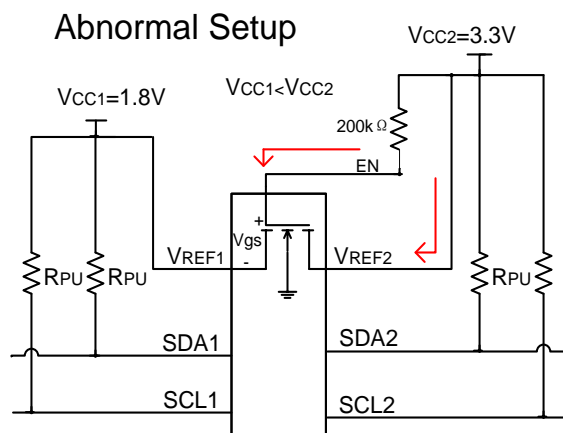 Abnormal Setup
VCC2=3.3V
VCC1=1.8V
VCC1<VCC2
200kΩ
EN
+
Vgs
-
VREF1
VREF2
RPU
RPU
RPU
SDA1
SDA2
SCL1
SCL2